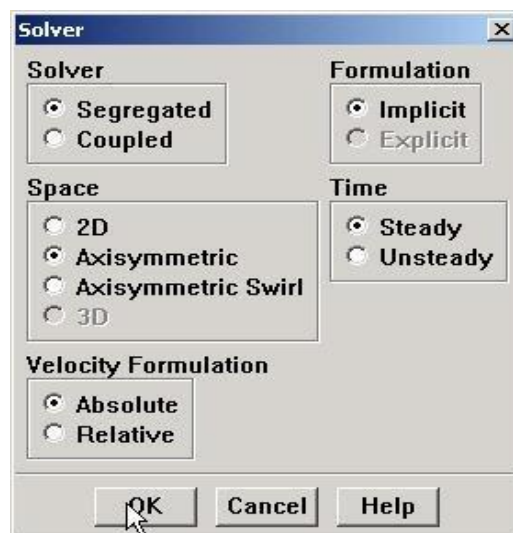 Solver
Solver
Segregated
Coupled
Formulation
Implicit
Explicit
Space
2D
Axisymmetric
Axisymmetric Swirl
3D
Time
Steady
Unsteady
Velocity Formulation
Absolute
Relative
OK Cancel Help